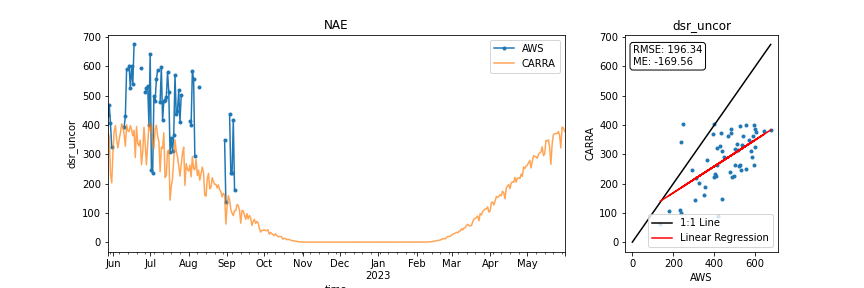 NAE
dsr_uncor
700
600
500
400
300
200
100
0
dsr_uncor
AWS
CARRA
Jun Jul Aug Sep Oct Nov Dec Jan Feb Mar Apr May
2023
time
dsr_uncor
RMSE: 196.34
ME: -169.56
CARRA
700
600
500
400
300
200
100
0
1:1 Line
Linear Regression
0 200 400 600
AWS